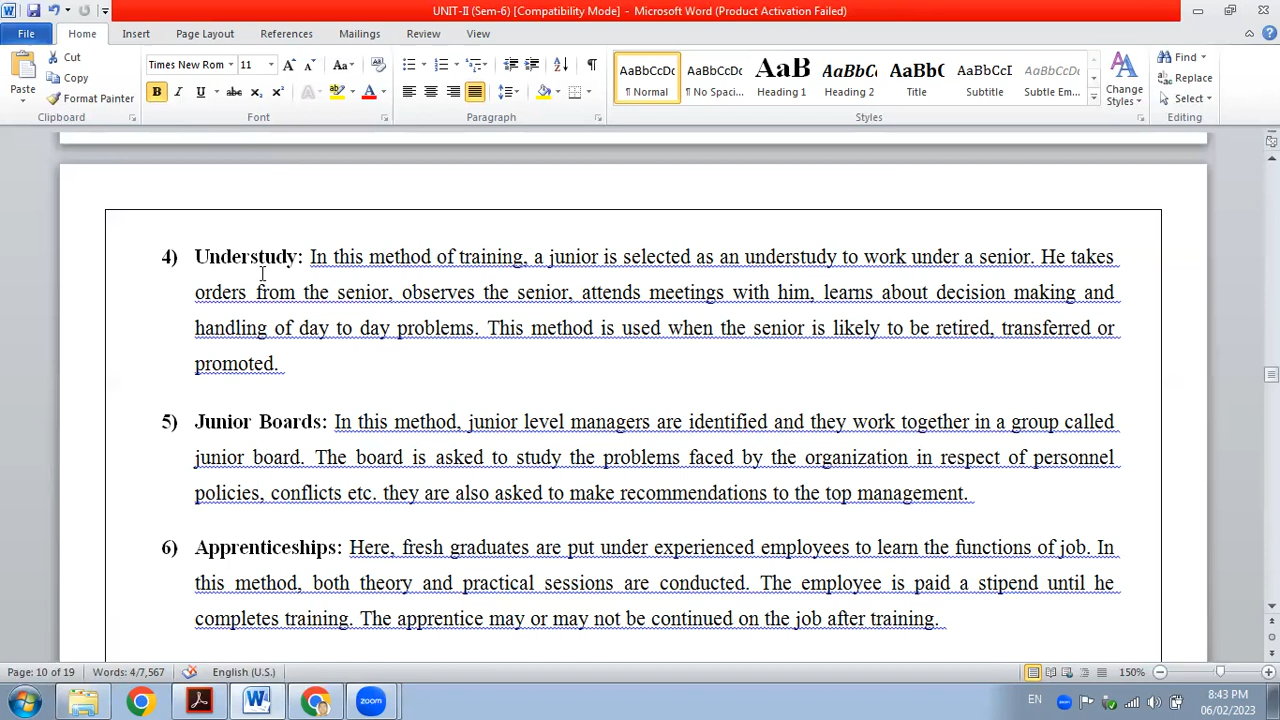 UNIT-II (Sem-6) [Compatibility Mode] - Microsoft Word (Product Activation Failed)
File Home Insert Page Layout References Mailings Review View
Paste
Cut
Copy
Format Painter
Clipboard
Times New Rom 11
Font
Paragraph
AaBbCcDc AaBbCcDc AaB AaBbC AaBb( AaBbCcI AaBbCcDc
¶ Normal ¶ No Spaci... Heading 1 Heading 2 Title Subtitle Subtle Em...
Change Styles
Styles
Find
Replace
Select
Editing
4) Understudy: In this method of training, a junior is selected as an understudy to work under a senior. He takes
orders from the senior, observes the senior, attends meetings with him, learns about decision making and
handling of day to day problems. This method is used when the senior is likely to be retired, transferred or
promoted.
5) Junior Boards: In this method, junior level managers are identified and they work together in a group called
junior board. The board is asked to study the problems faced by the organization in respect of personnel
policies, conflicts etc. they are also asked to make recommendations to the top management.
6) Apprenticeships: Here, fresh graduates are put under experienced employees to learn the functions of job. In
this method, both theory and practical sessions are conducted. The employee is paid a stipend until he
completes training. The apprentice may or may not be continued on the job after training.
Page: 10 of 19 Words: 4/7,567 English (U.S.) 150%
zoom
EN
8:43 PM
06/02/2023